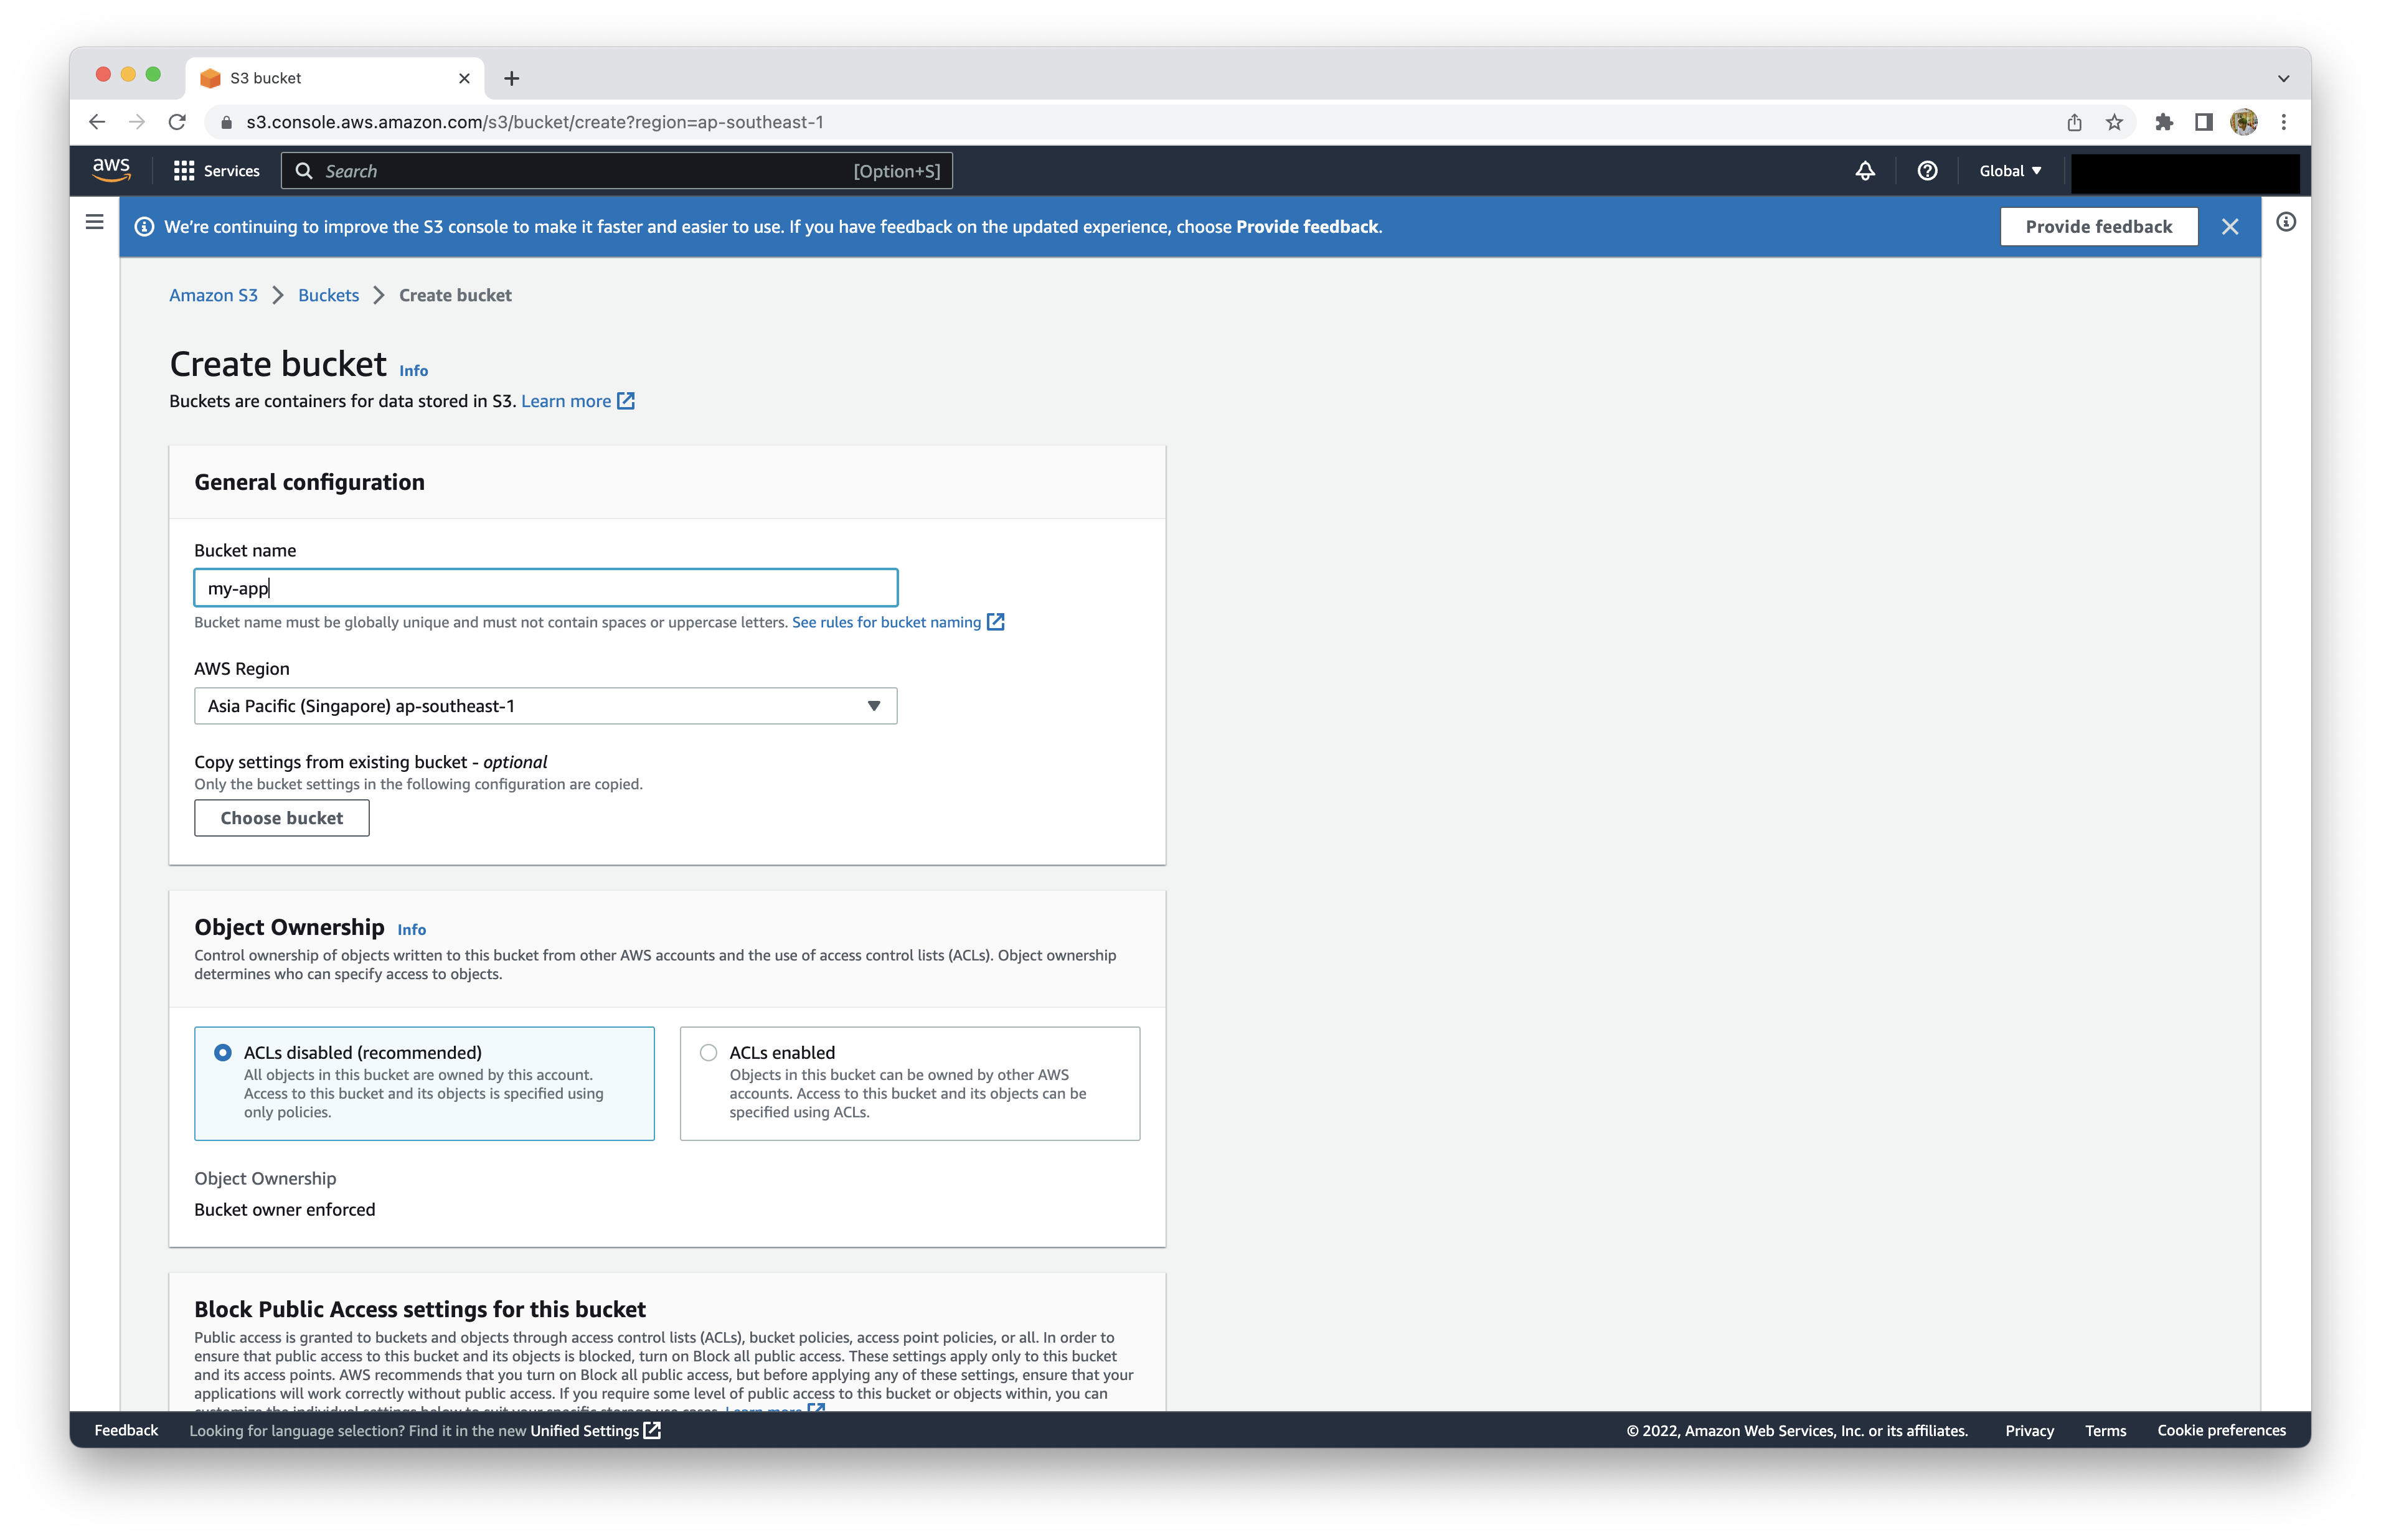 S3 bucket
s3.console.aws.amazon.com/s3/bucket/create?region=ap-southeast-1
aws
Services
Search
[Option+S]
Global
We're continuing to improve the S3 console to make it faster and easier to use. If you have feedback on the updated experience, choose Provide feedback.
Provide feedback
Amazon S3
Buckets
Create bucket
Create bucket Info
Buckets are containers for data stored in S3. Learn more
General configuration
Bucket name
my-app
Bucket name must be globally unique and must not contain spaces or uppercase letters. See rules for bucket naming
AWS Region
Asia Pacific (Singapore) ap-southeast-1
Copy settings from existing bucket - optional
Only the bucket settings in the following configuration are copied.
Choose bucket
Object Ownership Info
Control ownership of objects written to this bucket from other AWS accounts and the use of access control lists (ACLs). Object ownership
determines who can specify access to objects.
ACLs disabled (recommended)
All objects in this bucket are owned by this account.
Access to this bucket and its objects is specified using
only policies.
ACLs enabled
Objects in this bucket can be owned by other AWS
accounts. Access to this bucket and its objects can be
specified using ACLs.
Object Ownership
Bucket owner enforced
Block Public Access settings for this bucket
Public access is granted to buckets and objects through access control lists (ACLs), bucket policies, access point policies, or all. In order to
ensure that public access to this bucket and its objects is blocked, turn on Block all public access. These settings apply only to this bucket
and its access points. AWS recommends that you turn on Block all public access, but before applying any of these settings, ensure that your
applications will work correctly without public access. If you require some level of public access to this bucket or objects within, you can
customize the individual settings below to suit your specific storage use cases. Learn more
Feedback
Looking for language selection? Find it in the new Unified Settings
© 2022, Amazon Web Services, Inc. or its affiliates.
Privacy
Terms
Cookie preferences